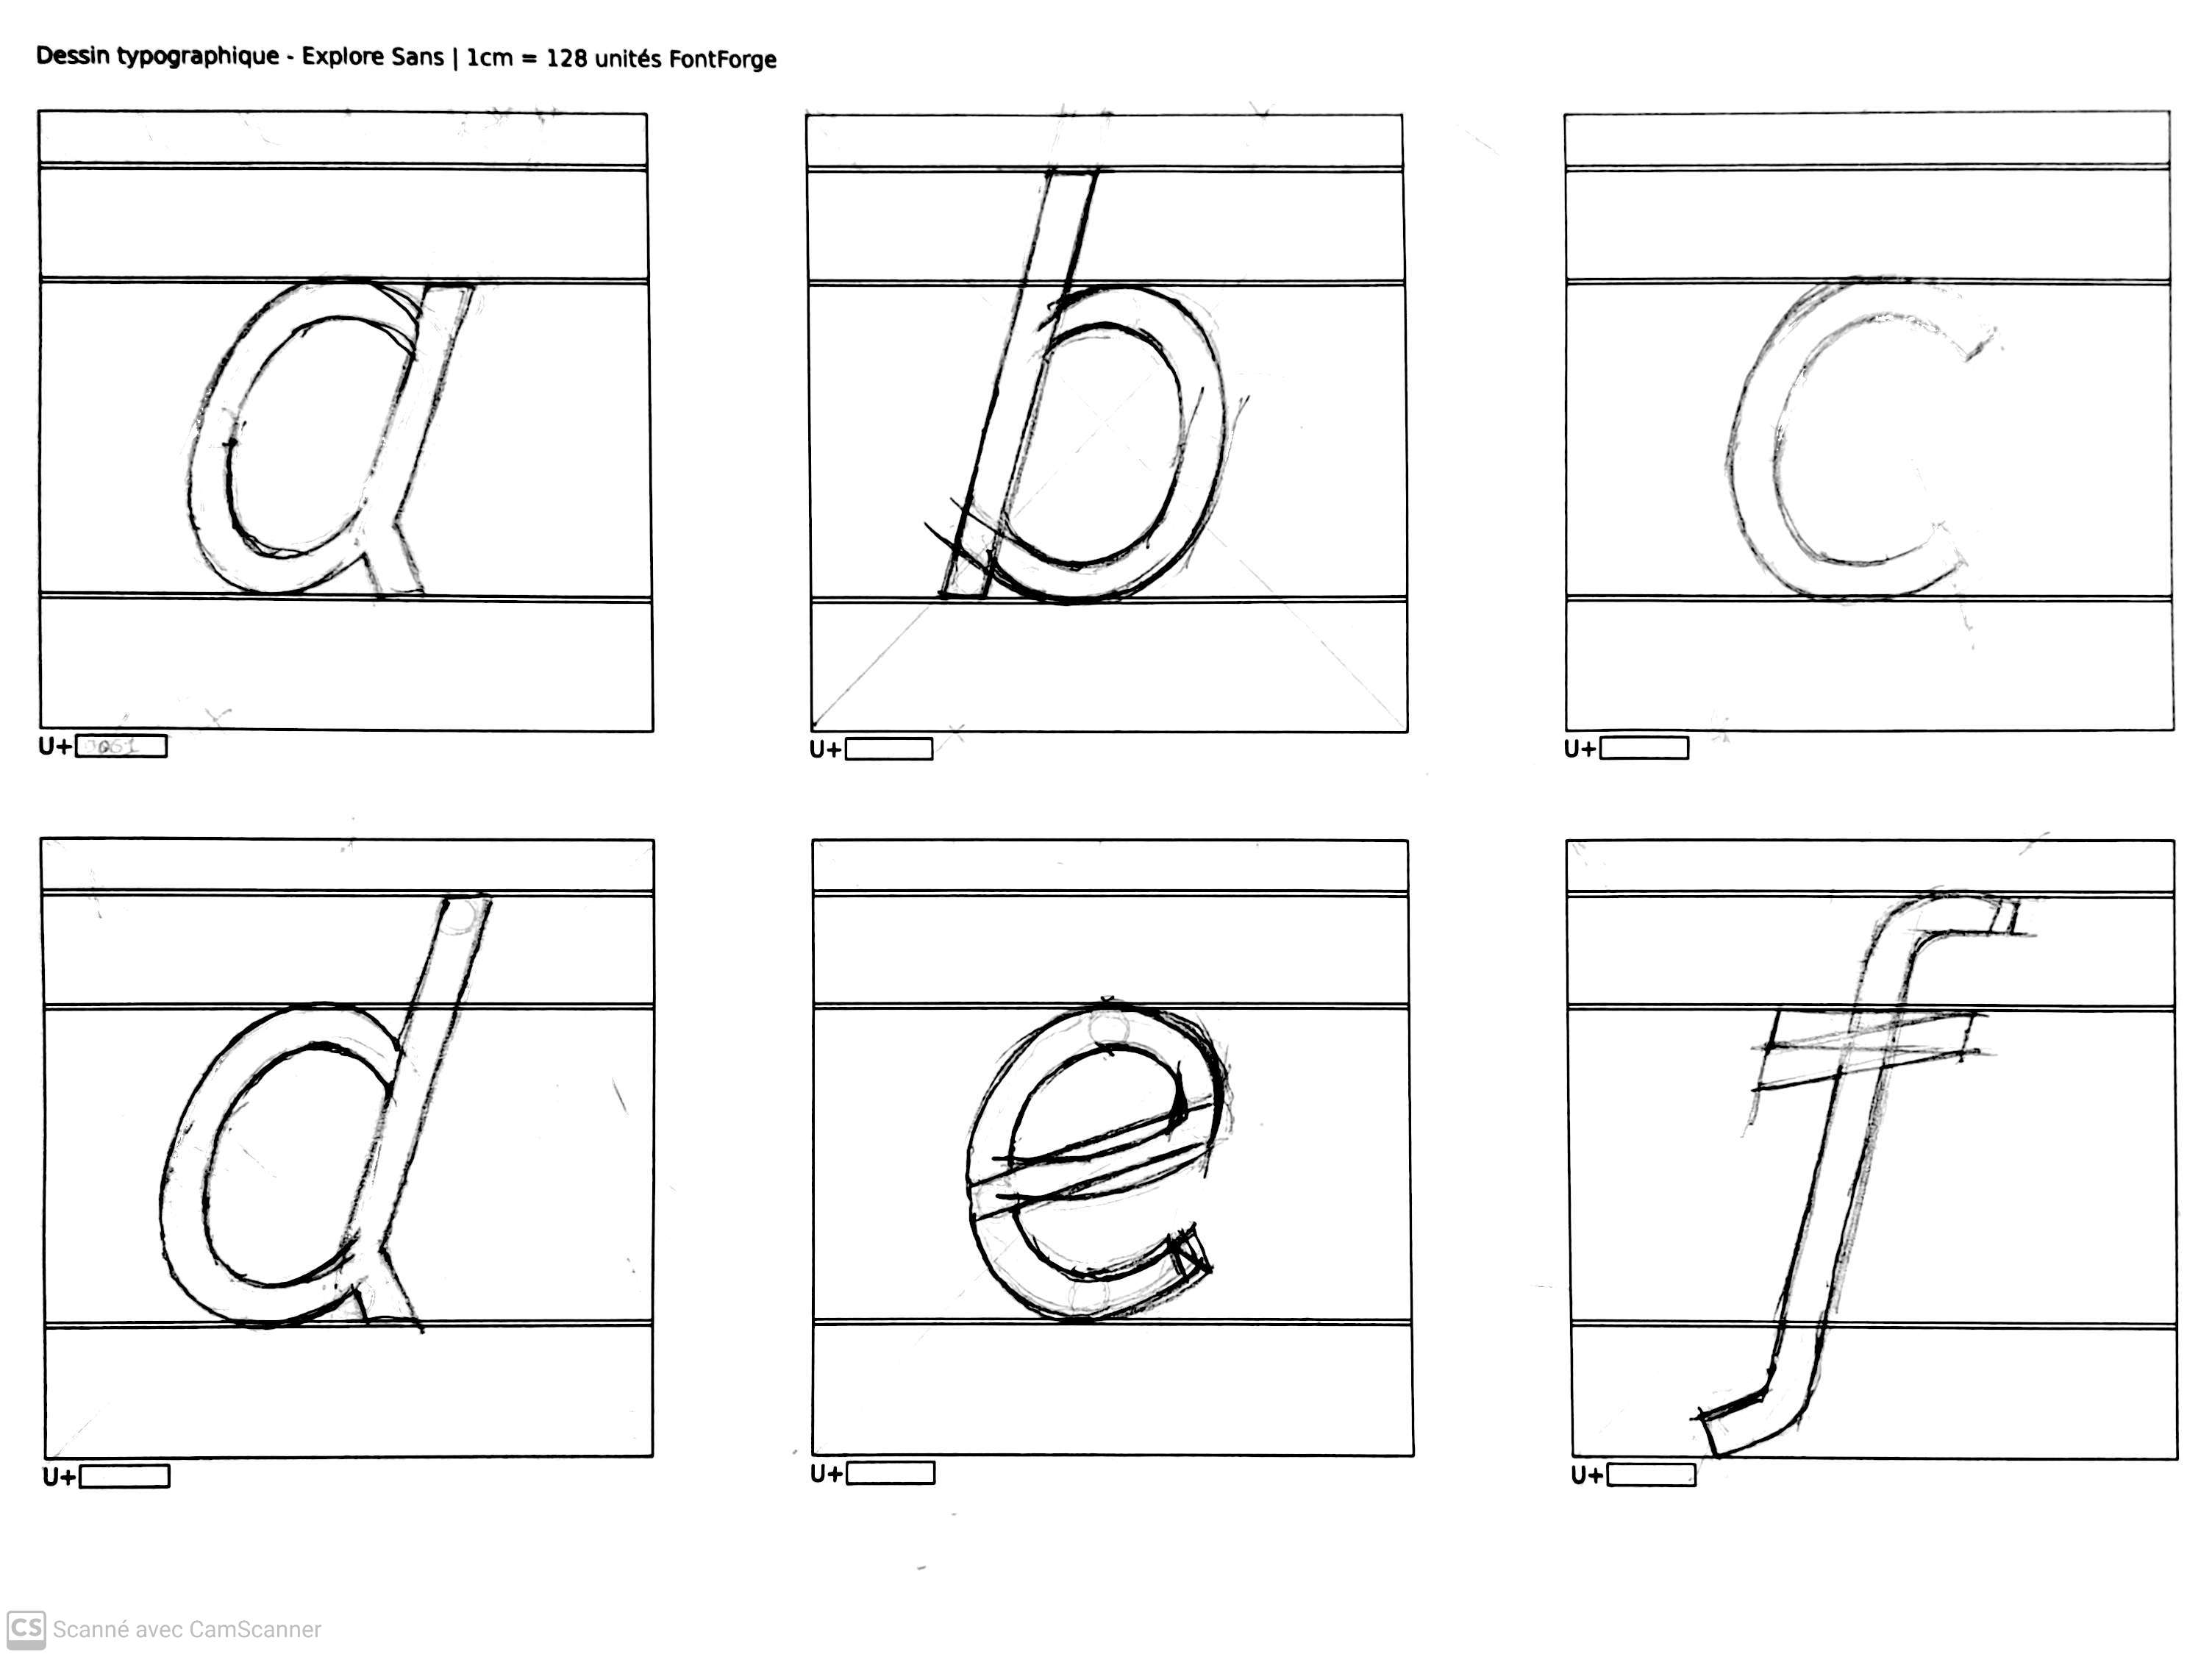 Dessin typographique - Explore Sans | 1cm = 128 unités FontForge
a b c
U+0061 U+ U+
d e f
U+ U+ U+
CS Scanné avec CamScanner